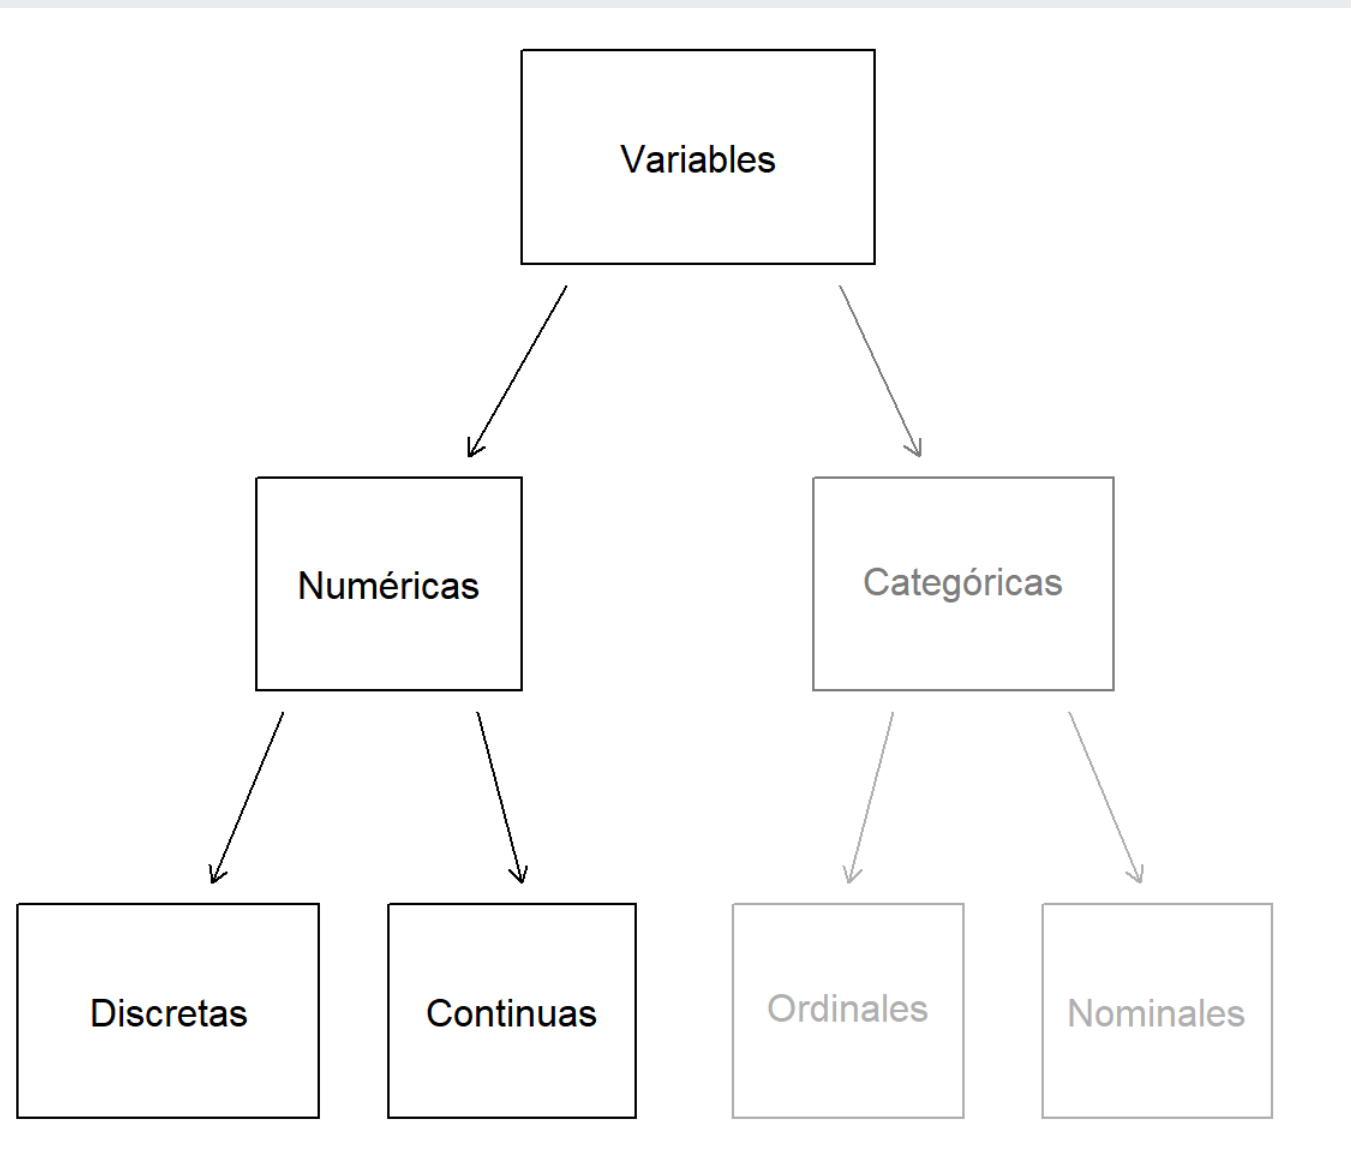 Variables
Numéricas
Categóricas
Discretas
Continuas
Ordinales
Nominales